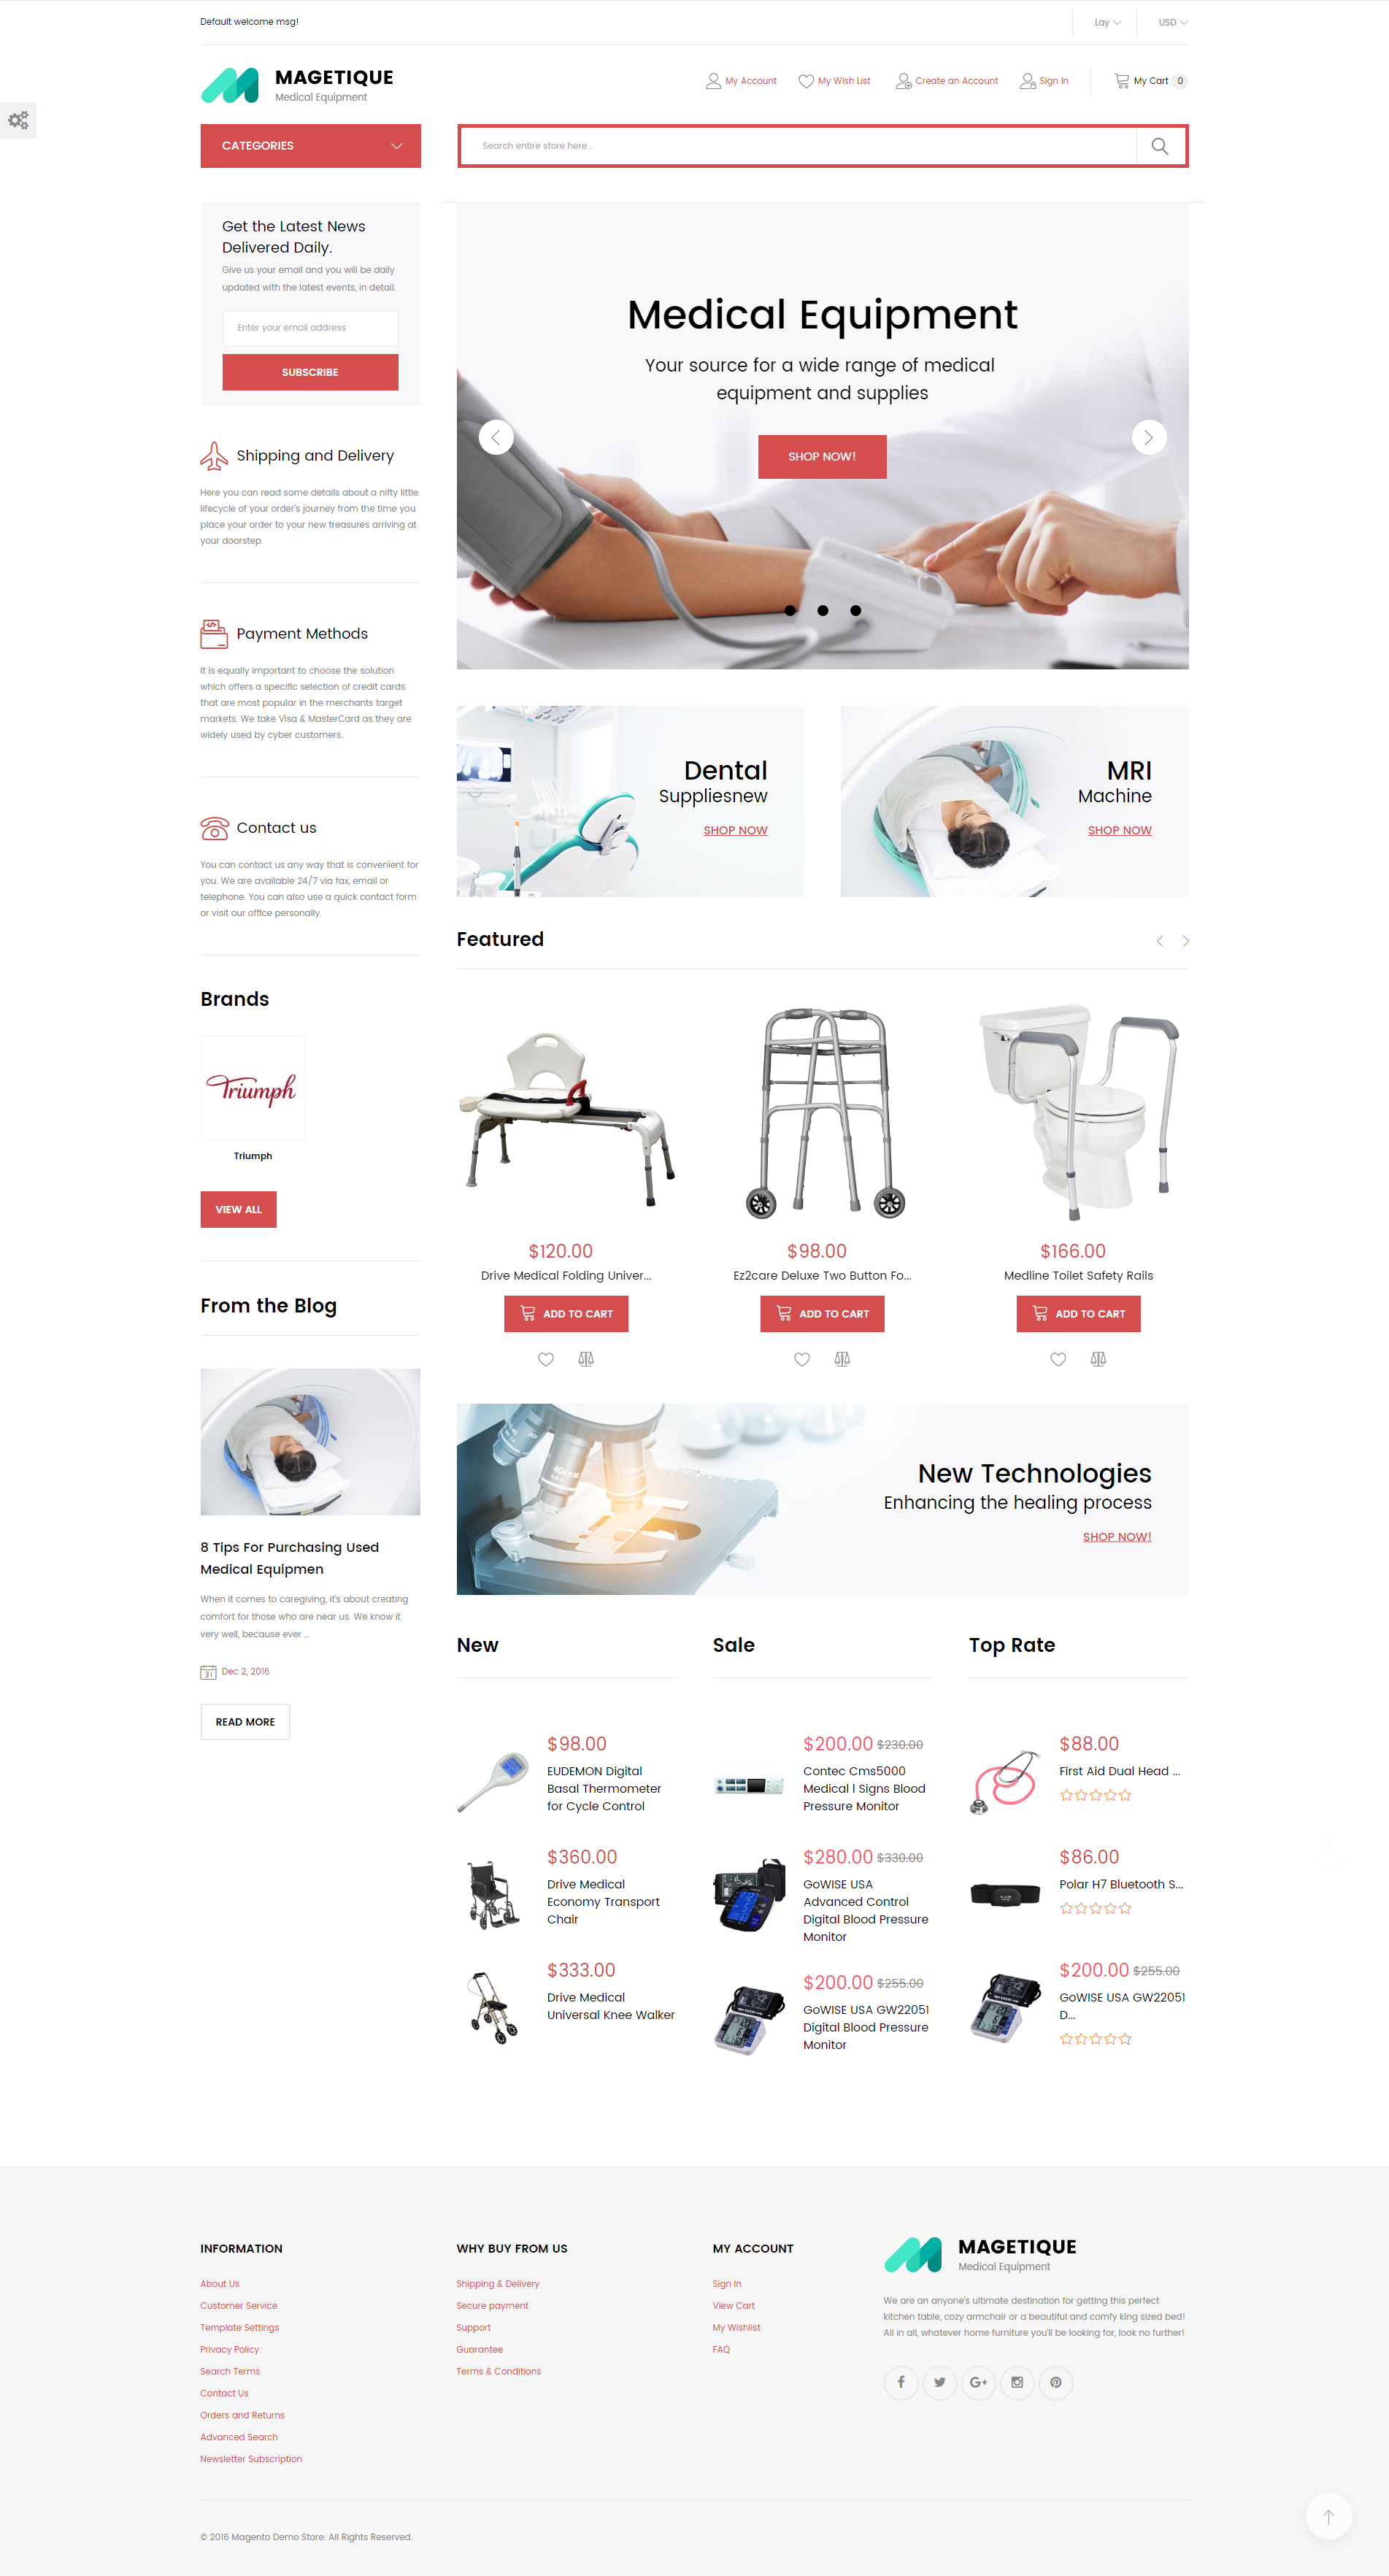 Default welcome msg!
Lay
USD
MAGETIQUE
Medical Equipment
My Account
My Wish List
Create an Account
Sign In
My Cart 0
CATEGORIES
Search entire store here...
Get the Latest News
Delivered Daily.
Give us your email and you will be daily
updated with the latest events, in detail.
Enter your email address
SUBSCRIBE
Shipping and Delivery
Here you can read some details about a nifty little
lifecycle of your order's journey from the time you
place your order to your new treasures arriving at
your doorstep.
Payment Methods
It is equally important to choose the solution
which offers a specific selection of credit cards
that are most popular in the merchants target
markets. We take Visa & MasterCard as they are
widely used by cyber customers.
Contact us
You can contact us any way that is convenient for
you. We are available 24/7 via fax, email or
telephone. You can also use a quick contact form
or visit our office personally.
Brands
Triumph
Triumph
VIEW ALL
From the Blog
8 Tips For Purchasing Used
Medical Equipmen
When it comes to caregiving, it's about creating
comfort for those who are near us. We know it
very well, because ever ...
31
Dec 2, 2016
READ MORE
Medical Equipment
Your source for a wide range of medical
equipment and supplies
SHOP NOW!
Dental
Suppliesnew
SHOP NOW
MRI
Machine
SHOP NOW
Featured
$120.00
Drive Medical Folding Univer...
ADD TO CART
$98.00
Ez2care Deluxe Two Button Fo...
ADD TO CART
$166.00
Medline Toilet Safety Rails
ADD TO CART
New Technologies
Enhancing the healing process
SHOP NOW!
New
$98.00
EUDEMON Digital
Basal Thermometer
for Cycle Control
$360.00
Drive Medical
Economy Transport
Chair
$333.00
Drive Medical
Universal Knee Walker
Sale
$200.00 $230.00
Contec Cms5000
Medical l Signs Blood
Pressure Monitor
$280.00 $330.00
GoWISE USA
Advanced Control
Digital Blood Pressure
Monitor
$200.00 $255.00
GoWISE USA GW22051
Digital Blood Pressure
Monitor
Top Rate
$88.00
First Aid Dual Head ...
$86.00
Polar H7 Bluetooth S...
$200.00 $255.00
GoWISE USA GW22051
D...
INFORMATION
About Us
Customer Service
Template Settings
Privacy Policy
Search Terms
Contact Us
Orders and Returns
Advanced Search
Newsletter Subscription
WHY BUY FROM US
Shipping & Delivery
Secure payment
Support
Guarantee
Terms & Conditions
MY ACCOUNT
Sign In
View Cart
My Wishlist
FAQ
MAGETIQUE
Medical Equipment
We are an anyone's ultimate destination for getting this perfect
kitchen table, cozy armchair or a beautiful and comfy king sized bed!
All in all, whatever home furniture you'll be looking for, look no further!
© 2016 Magento Demo Store. All Rights Reserved.